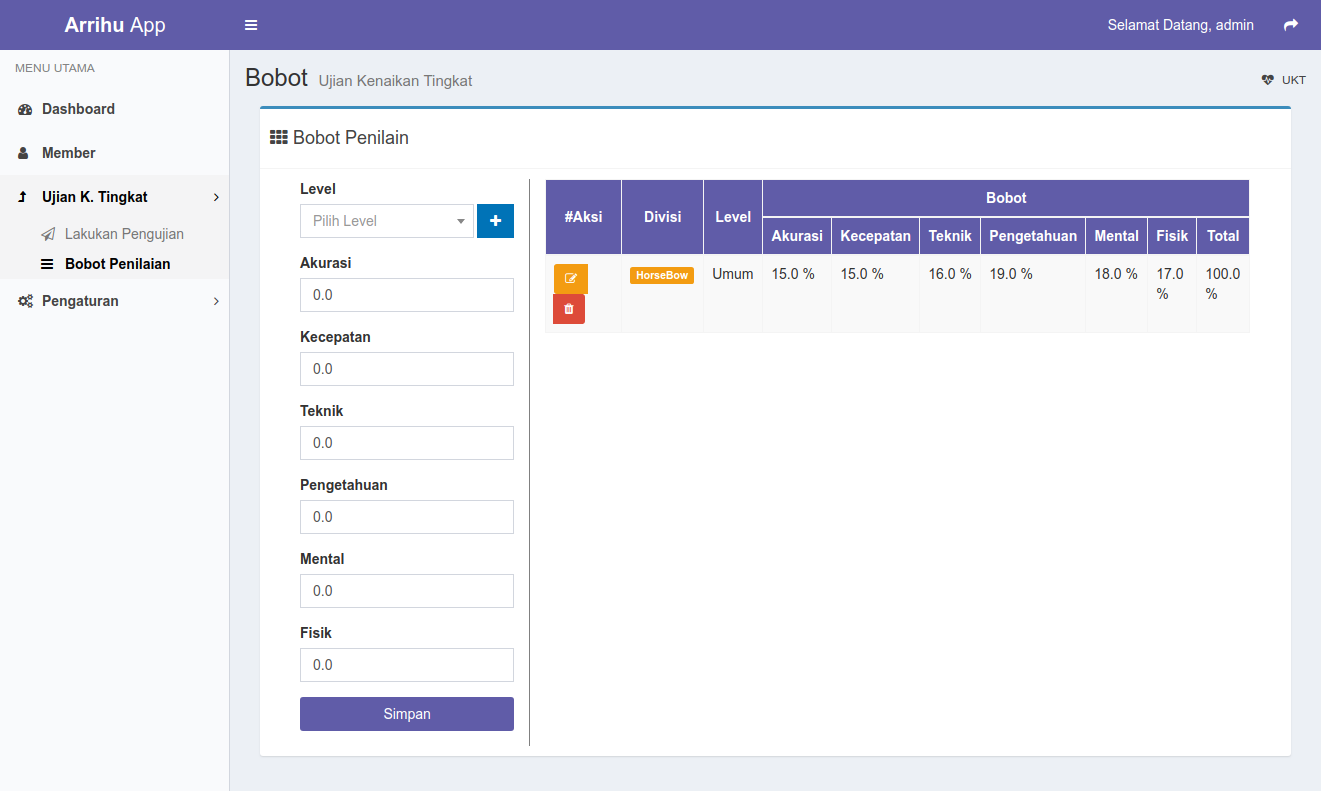 Arrihu App
Selamat Datang, admin
MENU UTAMA
Dashboard
Member
Ujian K. Tingkat
Lakukan Pengujian
Bobot Penilaian
Pengaturan
Bobot Ujian Kenaikan Tingkat
UKT
Bobot Penilain
Level
Pilih Level
Akurasi
0.0
Kecepatan
0.0
Teknik
0.0
Pengetahuan
0.0
Mental
0.0
Fisik
0.0
Simpan
#Aksi Divisi Level Bobot
Akurasi Kecepatan Teknik Pengetahuan Mental Fisik Total
HorseBow Umum 15.0 % 15.0 % 16.0 % 19.0 % 18.0 % 17.0 100.0
% %